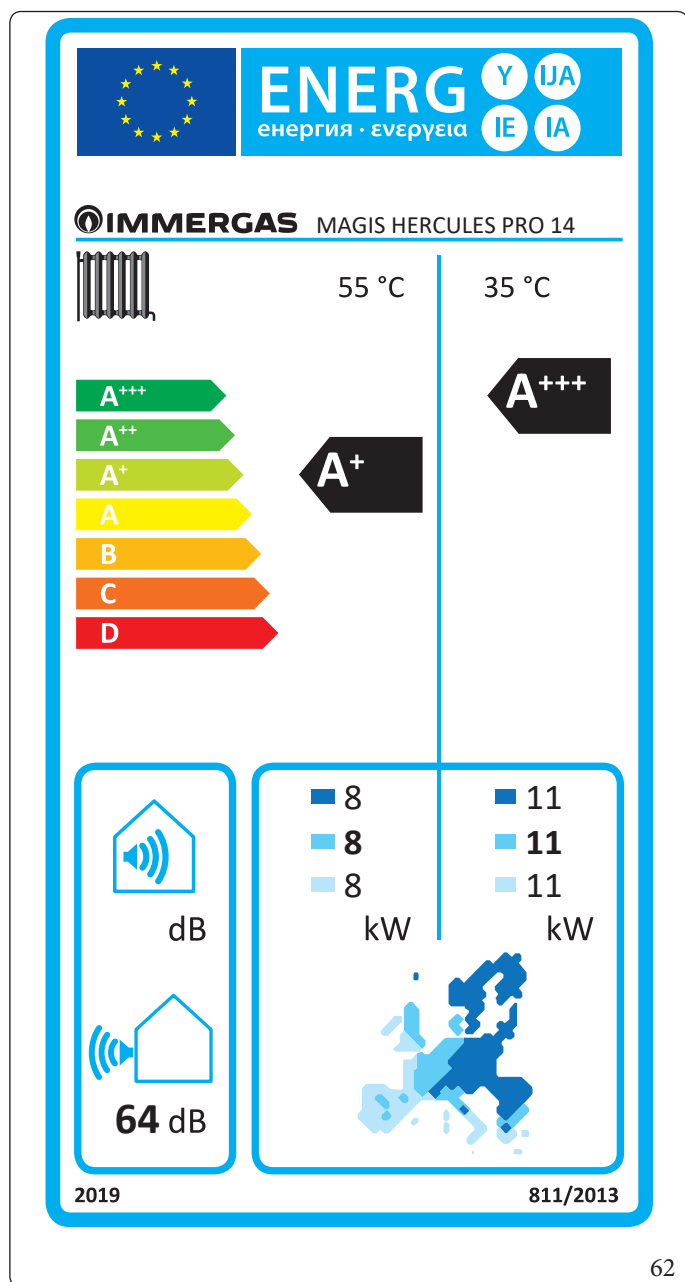 ENERG Y IJA
енергия · ενεργεια IE IA
IMMERGAS MAGIS HERCULES PRO 14
55 °C 35 °C
A+++ A+++
A++
A+ A+
A
B
C
D
8 11
8 11
8 11
dB kW kW
64 dB
2019 811/2013
62